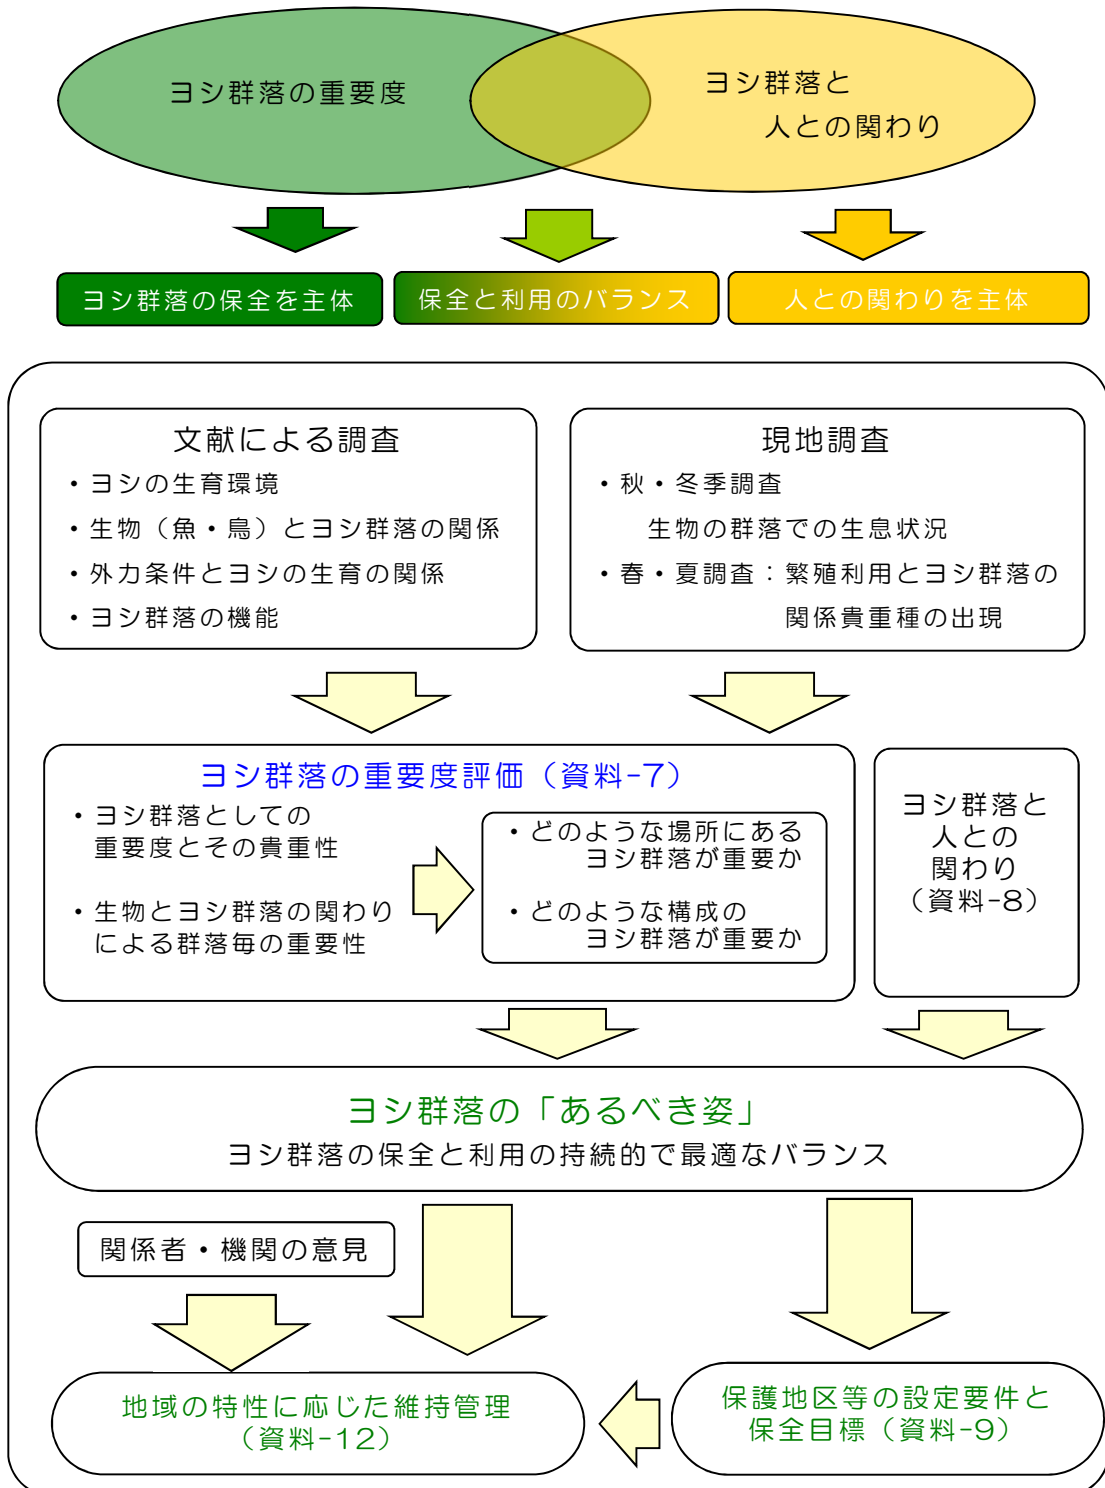 ヨシ群落の重要度
ヨシ群落と
人との関わり
ヨシ群落の保全を主体
保全と利用のバランス
人との関わりを主体
文献による調査
・ヨシの生育環境
・生物（魚・鳥）とヨシ群落の関係
・外力条件とヨシの生育の関係
・ヨシ群落の機能
現地調査
・秋・冬季調査
生物の群落での生息状況
・春・夏調査：繁殖利用とヨシ群落の
関係貴重種の出現
ヨシ群落の重要度評価（資料-7）
・ヨシ群落としての
重要度とその貴重性
・生物とヨシ群落の関わり
による群落毎の重要性
・どのような場所にある
ヨシ群落が重要か
・どのような構成の
ヨシ群落が重要か
ヨシ群落と
人との
関わり
（資料-8）
ヨシ群落の「あるべき姿」
ヨシ群落の保全と利用の持続的で最適なバランス
関係者・機関の意見
地域の特性に応じた維持管理
（資料-12）
保護地区等の設定要件と
保全目標（資料-9）